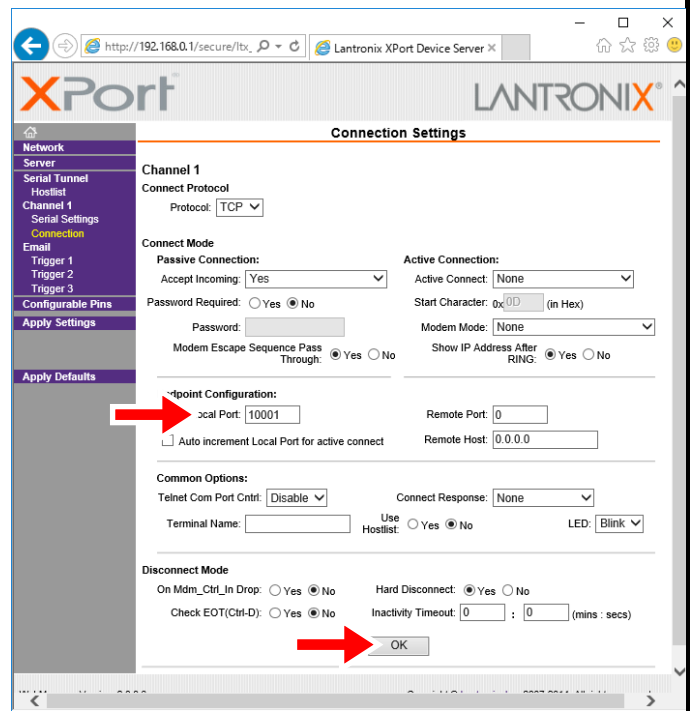 http://192.168.0.1/secure/ltx_
Lantronix XPort Device Server
XPort®
LANTRONIX®
Network
Server
Serial Tunnel
Hostlist
Channel 1
Serial Settings
Connection
Email
Trigger 1
Trigger 2
Trigger 3
Configurable Pins
Apply Settings
Apply Defaults
Connection Settings
Channel 1
Connect Protocol
Protocol: TCP
Connect Mode
Passive Connection: Active Connection:
Accept Incoming: Yes Active Connect: None
Password Required: Yes No Start Character: 0x 0D (in Hex)
Password: Modem Mode: None
Modem Escape Sequence Pass Through: Yes No Show IP Address After RING: Yes No
dpoint Configuration:
ocal Port: 10001 Remote Port: 0
Auto increment Local Port for active connect Remote Host: 0.0.0.0
Common Options:
Telnet Com Port Cntrl: Disable Connect Response: None
Terminal Name: Use Hostlist: Yes No LED: Blink
Disconnect Mode
On Mdm_Ctrl_In Drop: Yes No Hard Disconnect: Yes No
Check EOT(Ctrl-D): Yes No Inactivity Timeout: 0 : 0 (mins : secs)
OK